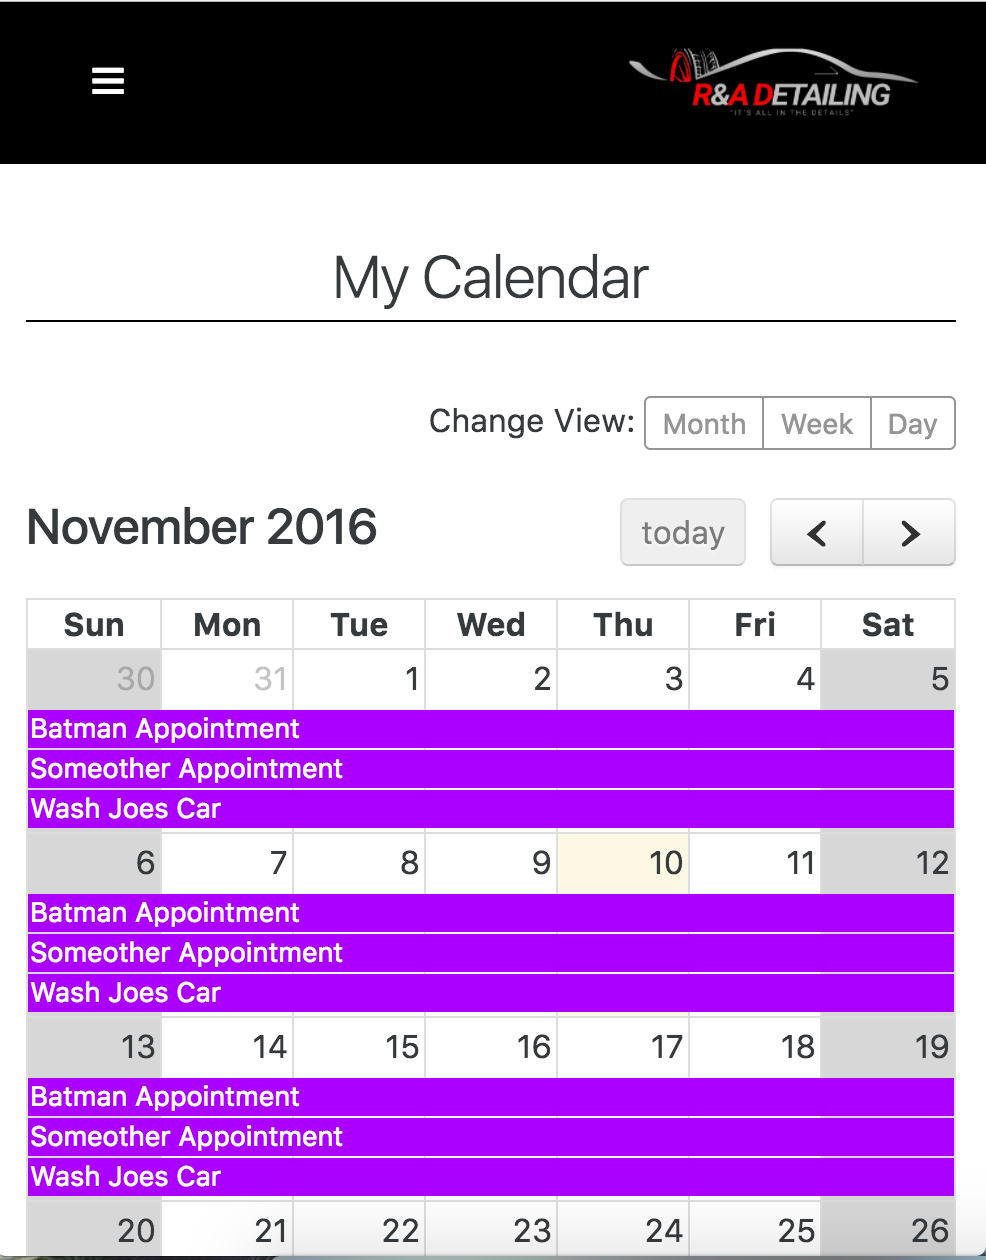 R&A DETAILING
"IT'S ALL IN THE DETAILS"
My Calendar
Change View: Month Week Day
November 2016 today
Sun Mon Tue Wed Thu Fri Sat
30 31 1 2 3 4 5
Batman Appointment
Someother Appointment
Wash Joes Car
6 7 8 9 10 11 12
Batman Appointment
Someother Appointment
Wash Joes Car
13 14 15 16 17 18 19
Batman Appointment
Someother Appointment
Wash Joes Car
20 21 22 23 24 25 26